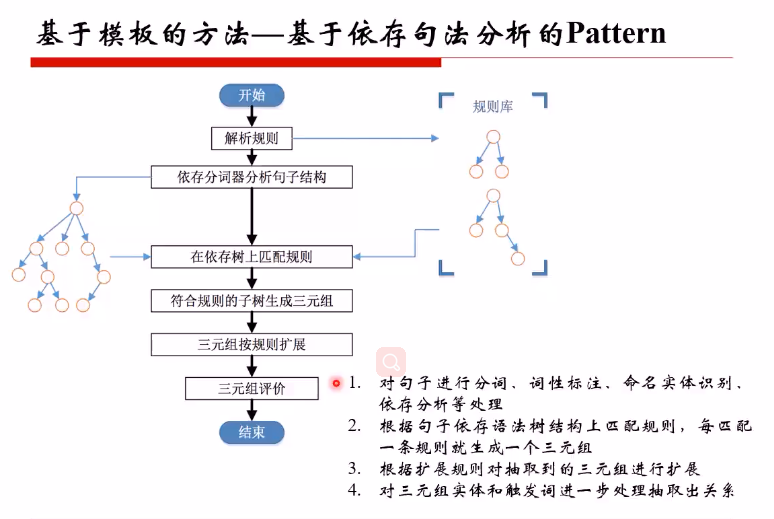 基于模板的方法—基于依存句法分析的Pattern
开始
规则库
解析规则
依存分词器分析句子结构
在依存树上匹配规则
符合规则的子树生成三元组
三元组按规则扩展
三元组评价
结束
1. 对句子进行分词、词性标注、命名实体识别、
依存分析等处理
2. 根据句子依存语法树结构上匹配规则，每匹配
一条规则就生成一个三元组
3. 根据扩展规则对抽取到的三元组进行扩展
4. 对三元组实体和触发词进一步处理抽取出关系